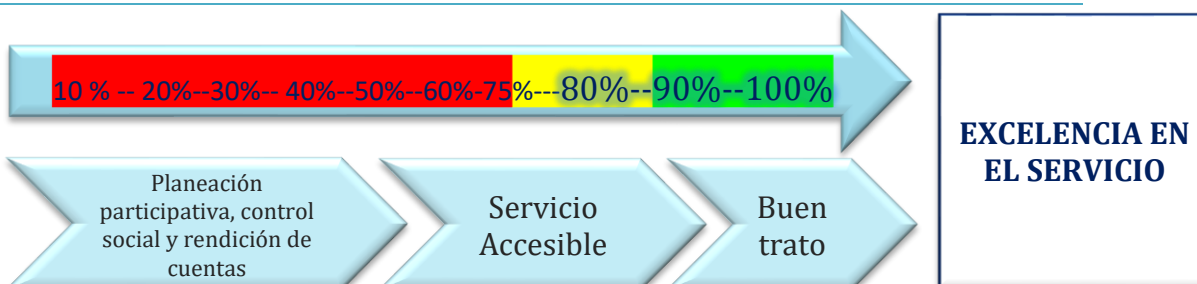 10 % -- 20%--30%-- 40%--50%--60%-75%---80%--90%--100%
Planeación
participativa, control
social y rendición de
cuentas
Servicio
Accesible
Buen
trato
EXCELENCIA EN
EL SERVICIO